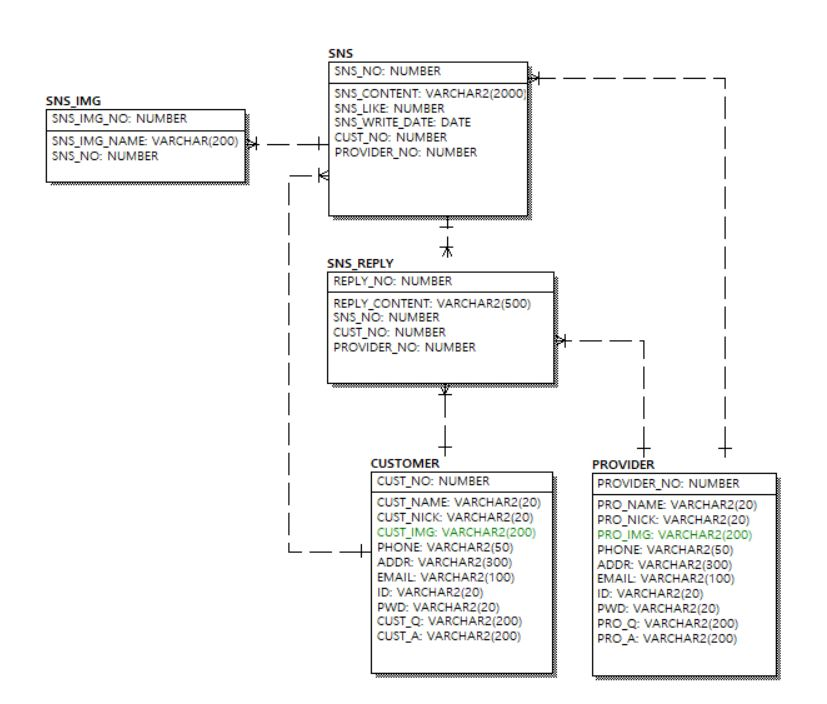 SNS
SNS_NO: NUMBER
SNS_CONTENT: VARCHAR2(2000)
SNS_LIKE: NUMBER
SNS_WRITE_DATE: DATE
CUST_NO: NUMBER
PROVIDER_NO: NUMBER
SNS_IMG
SNS_IMG_NO: NUMBER
SNS_IMG_NAME: VARCHAR(200)
SNS_NO: NUMBER
SNS_REPLY
REPLY_NO: NUMBER
REPLY_CONTENT: VARCHAR2(500)
SNS_NO: NUMBER
CUST_NO: NUMBER
PROVIDER_NO: NUMBER
CUSTOMER
CUST_NO: NUMBER
CUST_NAME: VARCHAR2(20)
CUST_NICK: VARCHAR2(20)
CUST_IMG: VARCHAR2(200)
PHONE: VARCHAR2(50)
ADDR: VARCHAR2(300)
EMAIL: VARCHAR2(100)
ID: VARCHAR2(20)
PWD: VARCHAR2(20)
CUST_Q: VARCHAR2(200)
CUST_A: VARCHAR2(200)
PROVIDER
PROVIDER_NO: NUMBER
PRO_NAME: VARCHAR2(20)
PRO_NICK: VARCHAR2(20)
PRO_IMG: VARCHAR2(200)
PHONE: VARCHAR2(50)
ADDR: VARCHAR2(300)
EMAIL: VARCHAR2(100)
ID: VARCHAR2(20)
PWD: VARCHAR2(20)
PRO_Q: VARCHAR2(200)
PRO_A: VARCHAR2(200)